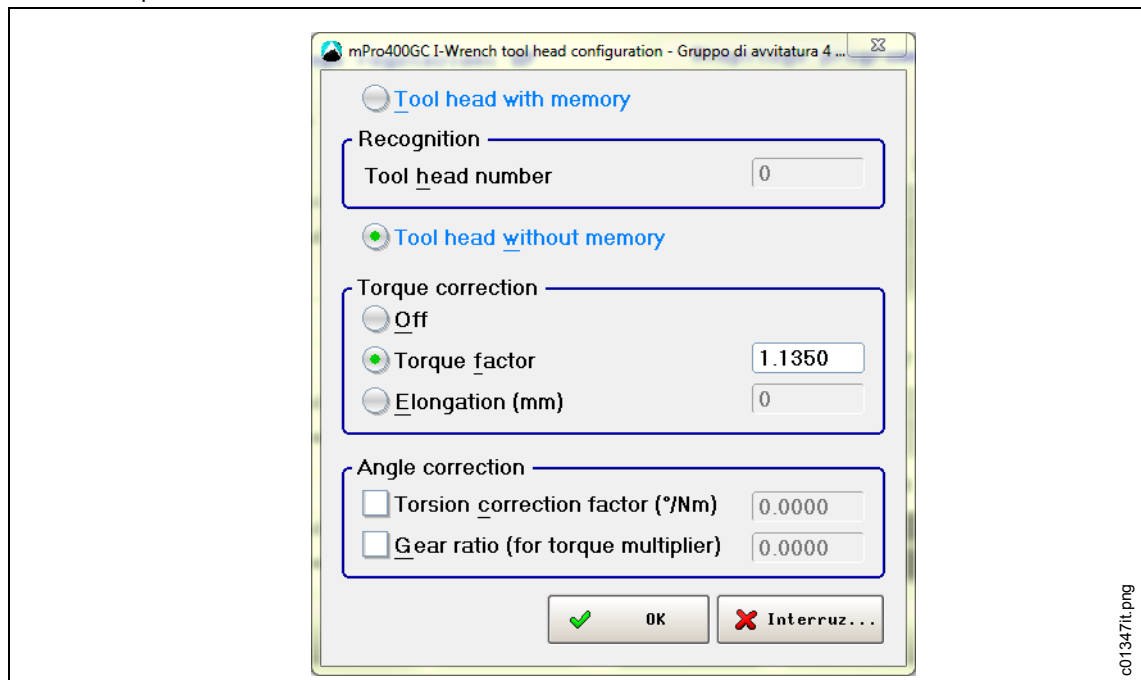 mPro400GC I-Wrench tool head configuration - Gruppo di avvitatura 4 ...
Tool head with memory
Recognition
Tool head number 0
Tool head without memory
Torque correction
Off
Torque factor 1.1350
Elongation (mm) 0
Angle correction
Torsion correction factor (°/Nm) 0.0000
Gear ratio (for torque multiplier) 0.0000
OK Interruz...
c01347it.png